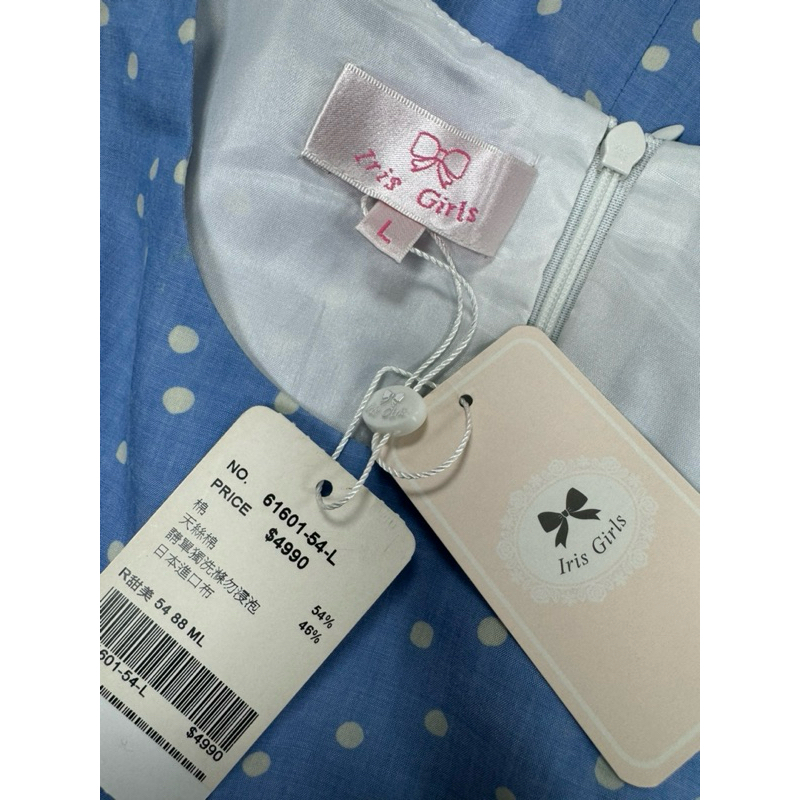 Iris Girls
L
NO. 61601-54-L
PRICE $4990
棉 54%
天絲棉 46%
請單獨洗滌勿浸泡
日本進口布
R甜美 54 88 ML
601-54-L $4990
Iris Girls